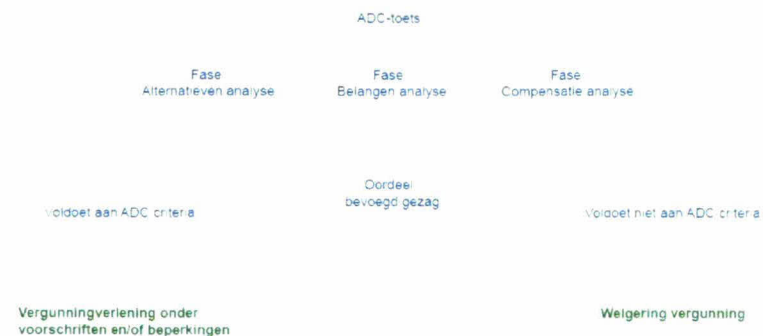 ADC-toets
Fase
Alternatieven analyse
Fase
Belangen analyse
Fase
Compensatie analyse
Oordeel
bevoegd gezag
Voldoet aan ADC criteria
Voldoet niet aan ADC criteria
Vergunningverlening onder
voorschriften en/of beperkingen
Weigering vergunning